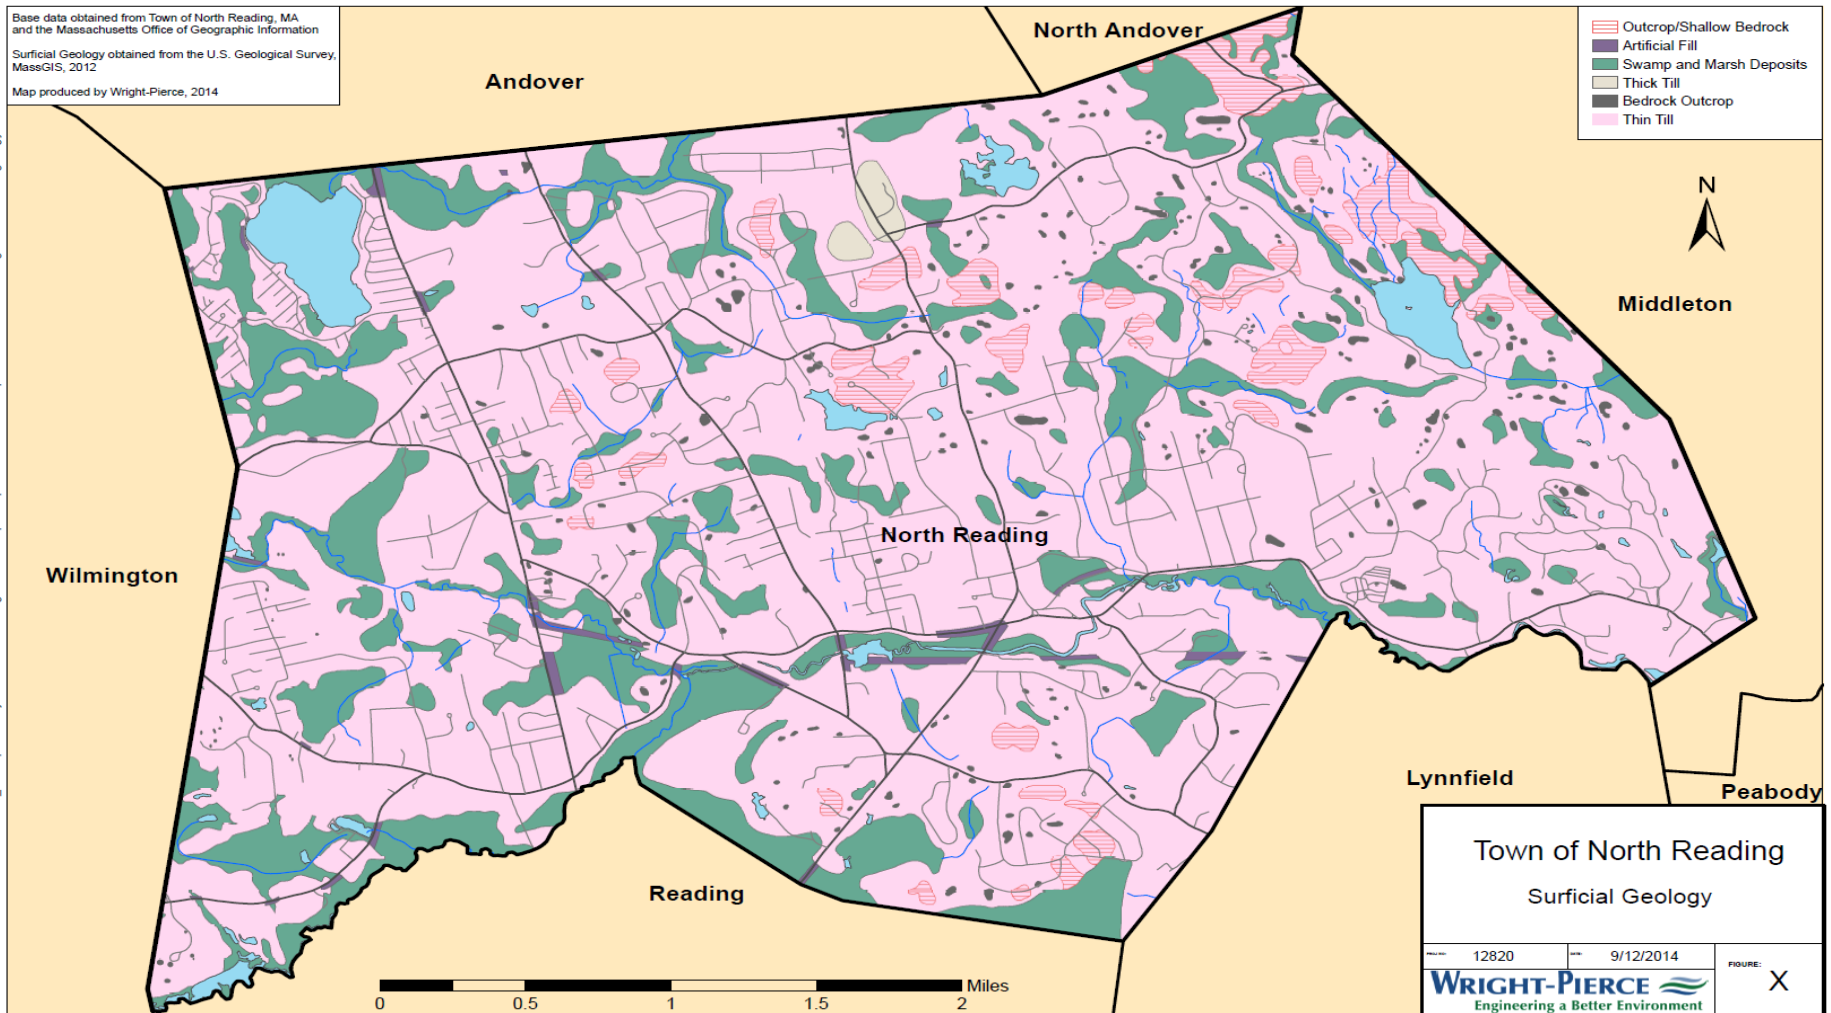 Base data obtained from Town of North Reading, MA
and the Massachusetts Office of Geographic Information
Surficial Geology obtained from the U.S. Geological Survey,
MassGIS, 2012
Map produced by Wright-Pierce, 2014
North Andover
Andover
Outcrop/Shallow Bedrock
Artificial Fill
Swamp and Marsh Deposits
Thick Till
Bedrock Outcrop
Thin Till
N
Middleton
North Reading
Wilmington
Lynnfield
Peabody
Reading
Miles
0 0.5 1 1.5 2
Town of North Reading
Surficial Geology
12820
9/12/2014
FIGURE:
X
WRIGHT-PIERCE
Engineering a Better Environment